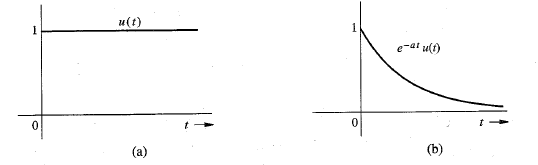 1
u(t)
0
t →
(a)
1
e^{-at} u(t)
0
t →
(b)